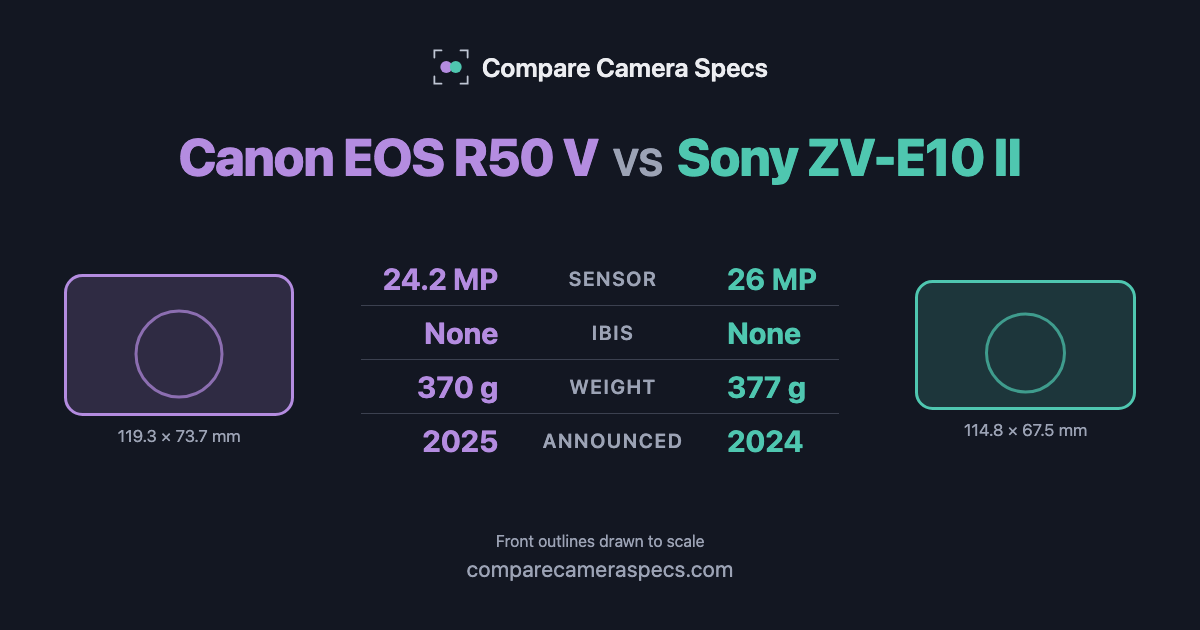 Compare Camera Specs
Canon EOS R50 V vs Sony ZV-E10 II
24.2 MP SENSOR 26 MP
None IBIS None
370 g WEIGHT 377 g
2025 ANNOUNCED 2024
119.3 × 73.7 mm
114.8 × 67.5 mm
Front outlines drawn to scale
comparecameraspecs.com